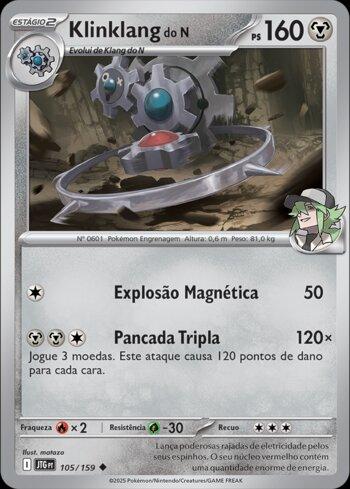 ESTÁGIO 2
Klinklang do N
PS 160
Evolui de Klang do N
Nº 0601 Pokémon Engrenagem Altura: 0,6 m Peso: 81,0 kg
Explosão Magnética 50
Pancada Tripla 120×
Jogue 3 moedas. Este ataque causa 120 pontos de dano
para cada cara.
Fraqueza ×2 Resistência -30 Recuo
Ilust. matazo
I JTG PT 105/159
Lança poderosas rajadas de eletricidade pelos
seus espinhos. O seu núcleo vermelho contém
uma quantidade enorme de energia.
©2025 Pokémon/Nintendo/Creatures/GAME FREAK